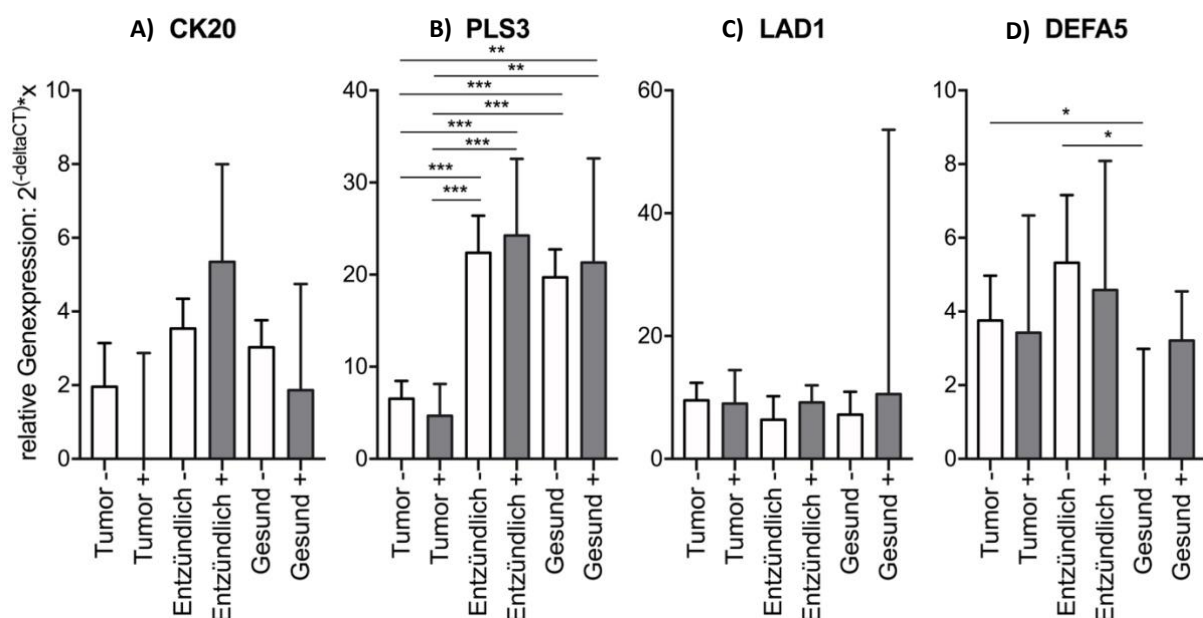 A) CK20
B) PLS3
C) LAD1
D) DEFA5
relative Genexpression: 2^(-deltaCT)*x
10
8
6
4
2
0
Tumor -
Tumor +
Entzündlich -
Entzündlich +
Gesund -
Gesund +
**
**
***
***
***
***
***
***
40
30
20
10
0
Tumor -
Tumor +
Entzündlich -
Entzündlich +
Gesund -
Gesund +
60
40
20
0
Tumor -
Tumor +
Entzündlich -
Entzündlich +
Gesund -
Gesund +
*
*
10
8
6
4
2
0
Tumor -
Tumor +
Entzündlich -
Entzündlich +
Gesund -
Gesund +